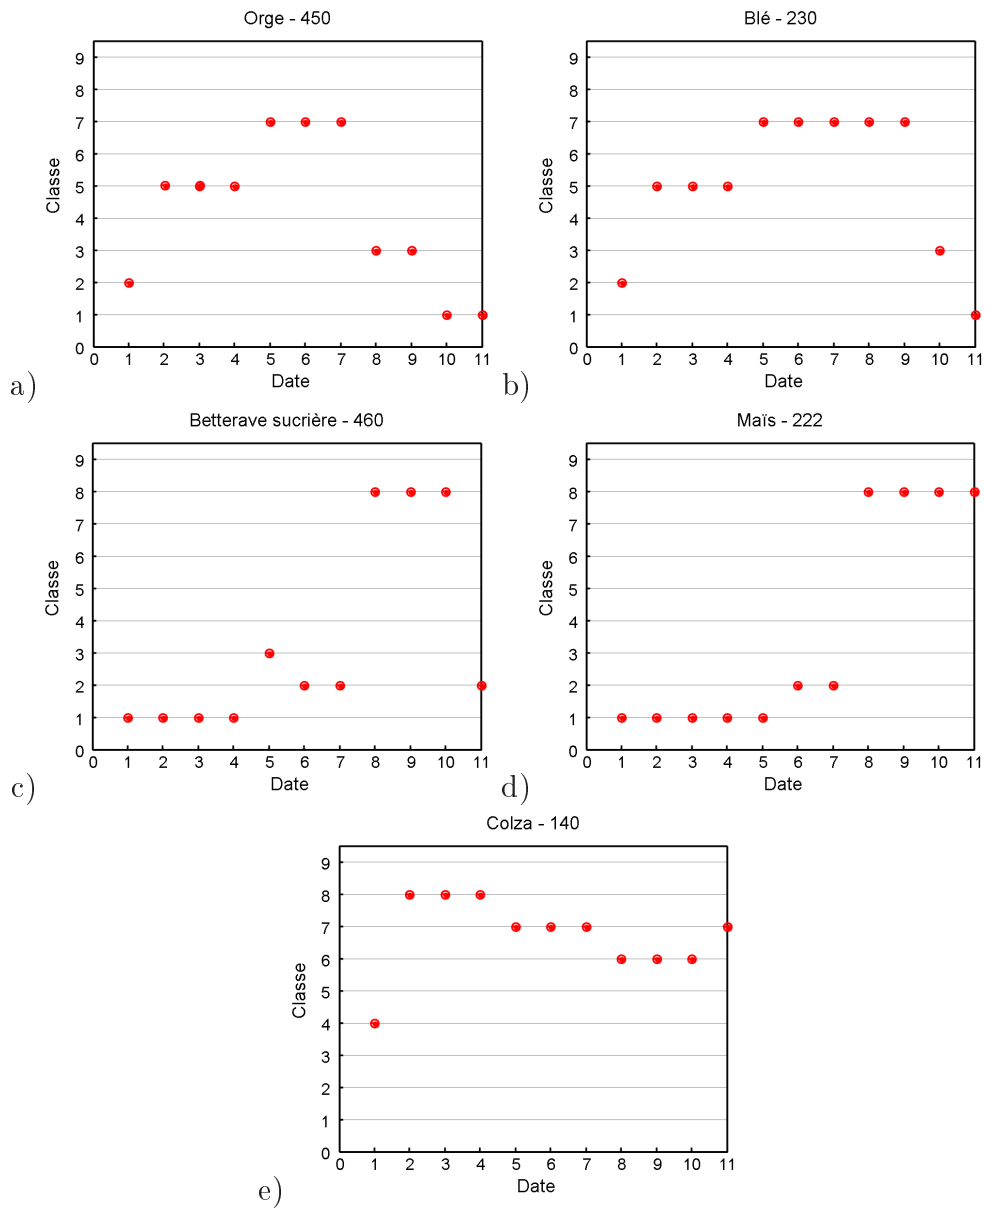 Orge - 450
9
8
7
6
5
4
3
2
1
0
Classe
0 1 2 3 4 5 6 7 8 9 10 11
Date
a)
Blé - 230
9
8
7
6
5
4
3
2
1
0
Classe
0 1 2 3 4 5 6 7 8 9 10 11
Date
b)
Betterave sucrière - 460
9
8
7
6
5
4
3
2
1
0
Classe
0 1 2 3 4 5 6 7 8 9 10 11
Date
c)
Maïs - 222
9
8
7
6
5
4
3
2
1
0
Classe
0 1 2 3 4 5 6 7 8 9 10 11
Date
d)
Colza - 140
9
8
7
6
5
4
3
2
1
0
Classe
0 1 2 3 4 5 6 7 8 9 10 11
Date
e)